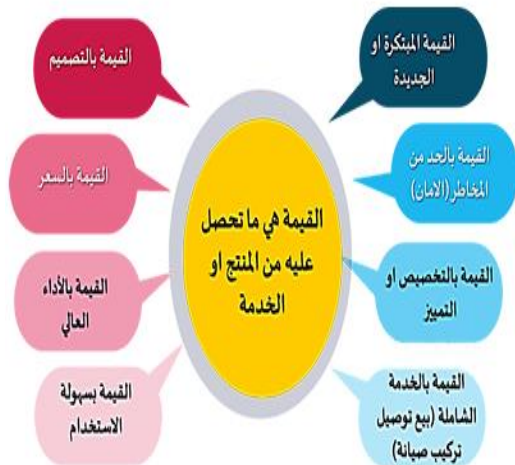 القيمة المبتكرة او
الجديدة
القيمة بالحد من
المخاطر(الامان)
القيمة بالتخصيص او
التمييز
القيمة بالخدمة
الشاملة (بيع توصيل
تركيب صيانة)
القيمة هي ما تحصل
عليه من المنتج او
الخدمة
القيمة بالتصميم
القيمة بالسعر
القيمة بالأداء
العالي
القيمة بسهولة
الاستخدام